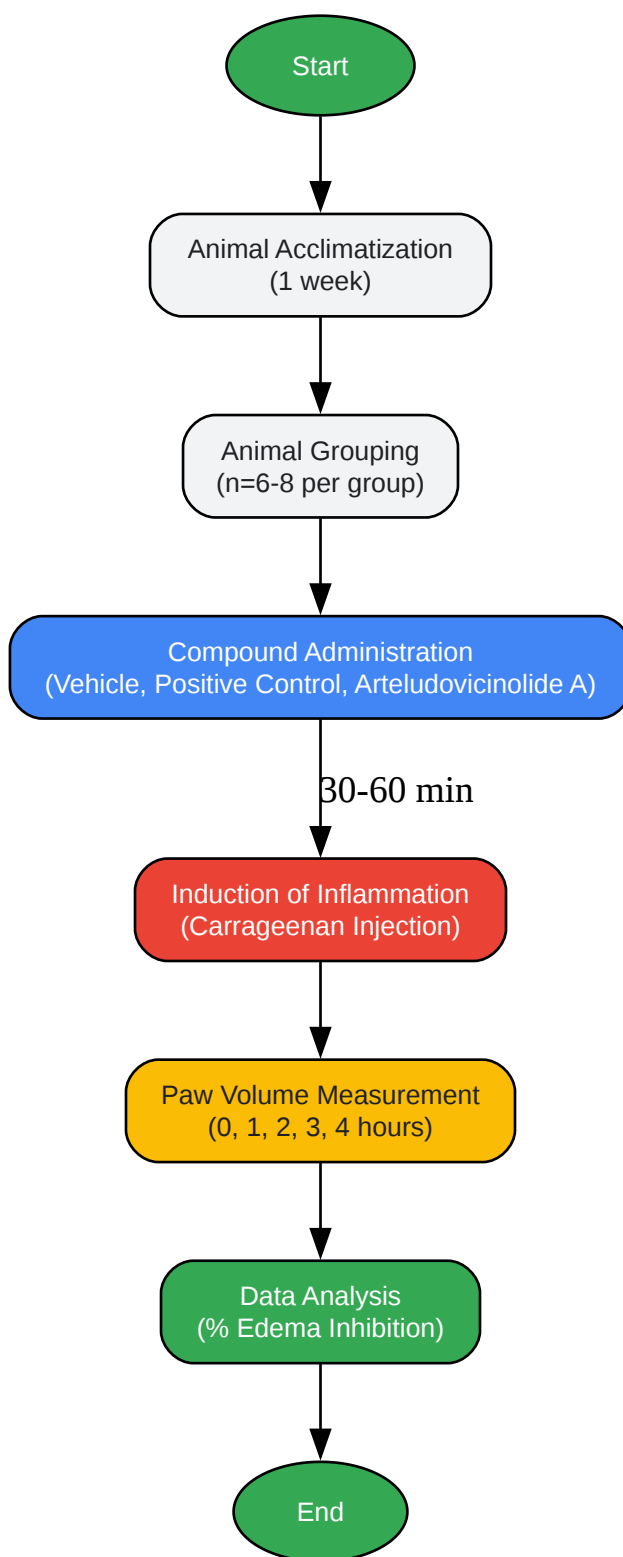 Start
Animal Acclimatization
(1 week)
Animal Grouping
(n=6-8 per group)
Compound Administration
(Vehicle, Positive Control, Arteludovicinolide A)
30-60 min
Induction of Inflammation
(Carrageenan Injection)
Paw Volume Measurement
(0, 1, 2, 3, 4 hours)
Data Analysis
(% Edema Inhibition)
End